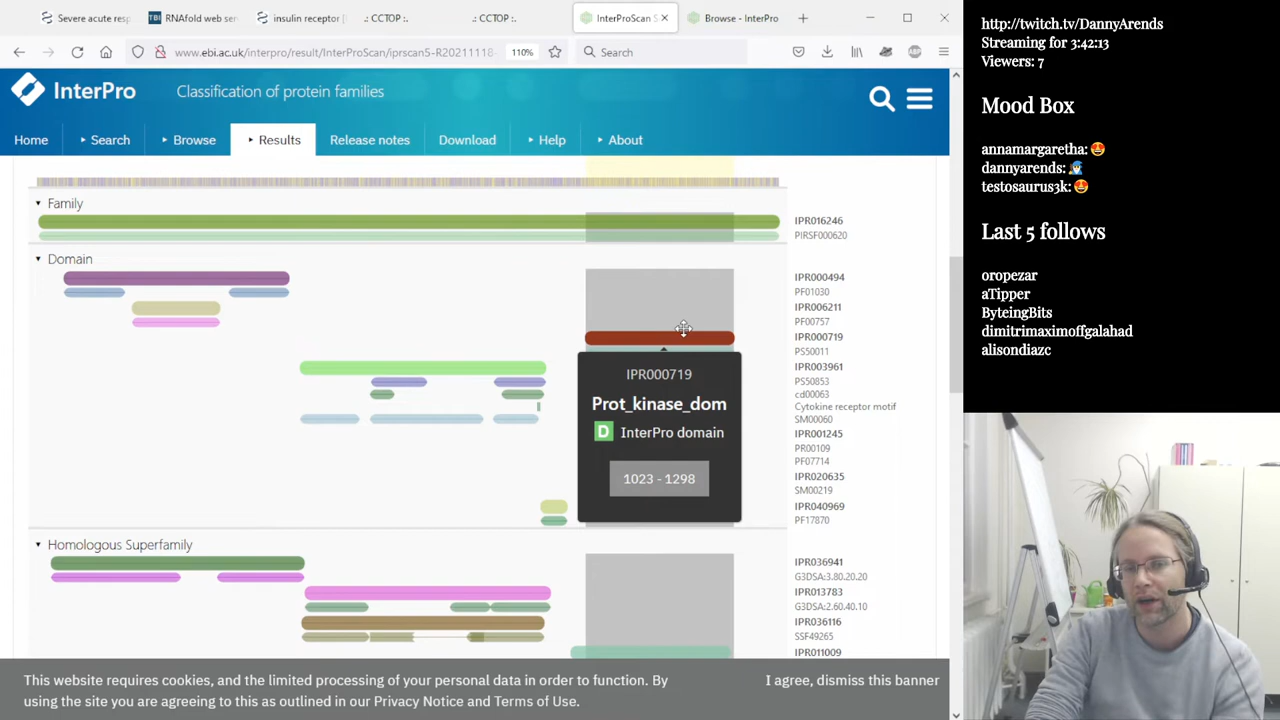 Severe acute resp
TBI
RNAfold web ser
insulin receptor [
.: CCTOP :.
.: CCTOP :.
InterProScan S
Browse - InterPro
www.ebi.ac.uk/interpro/result/InterProScan/iprscan5-R20211118-
110%
Search
InterPro
Classification of protein families
Home
Search
Browse
Results
Release notes
Download
Help
About
Family
IPR016246
PIRSF000620
Domain
IPR000494
PF01030
IPR006211
PF00757
IPR000719
PS50011
IPR003961
PS50853
cd00063
Cytokine receptor motif
SM00060
IPR001245
PR00109
PF07714
IPR020635
SM00219
IPR040969
PF17870
IPR000719
Prot_kinase_dom
D InterPro domain
1023 - 1298
Homologous Superfamily
IPR036941
G3DSA:3.80.20.20
IPR013783
G3DSA:2.60.40.10
IPR036116
SSF49265
IPR011009
This website requires cookies, and the limited processing of your personal data in order to function. By
using the site you are agreeing to this as outlined in our Privacy Notice and Terms of Use.
I agree, dismiss this banner
http://twitch.tv/DannyArends
Streaming for 3:42:13
Viewers: 7
Mood Box
annamargaretha:
dannyarends:
testosaurus3k:
Last 5 follows
oropezar
aTipper
ByteingBits
dimitrimaximoffgalahad
alisondiazc